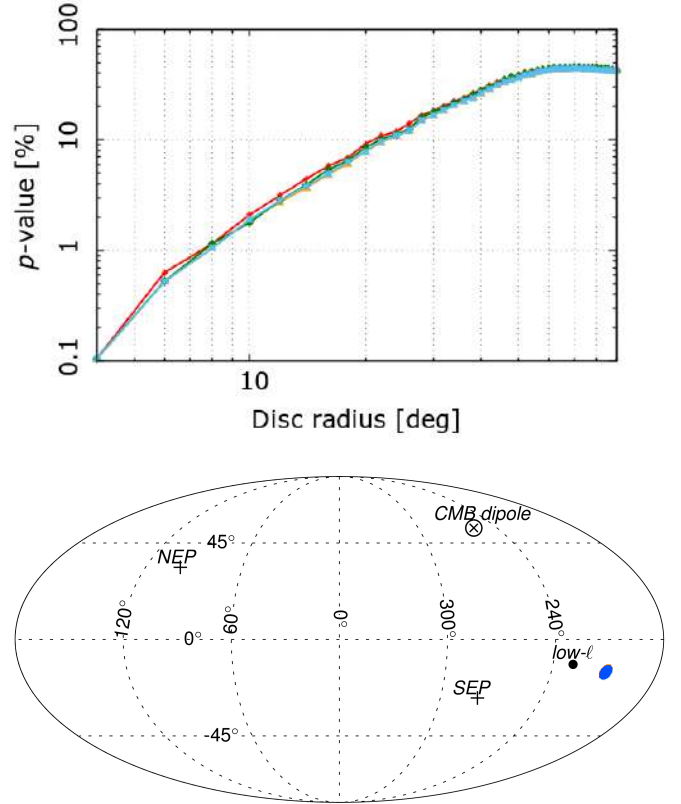 100
10
1
0.1
p-value [%]
10
Disc radius [deg]
CMB dipole
45°
NEP
120°
60°
0°
300°
240°
0°
low-ℓ
SEP
-45°